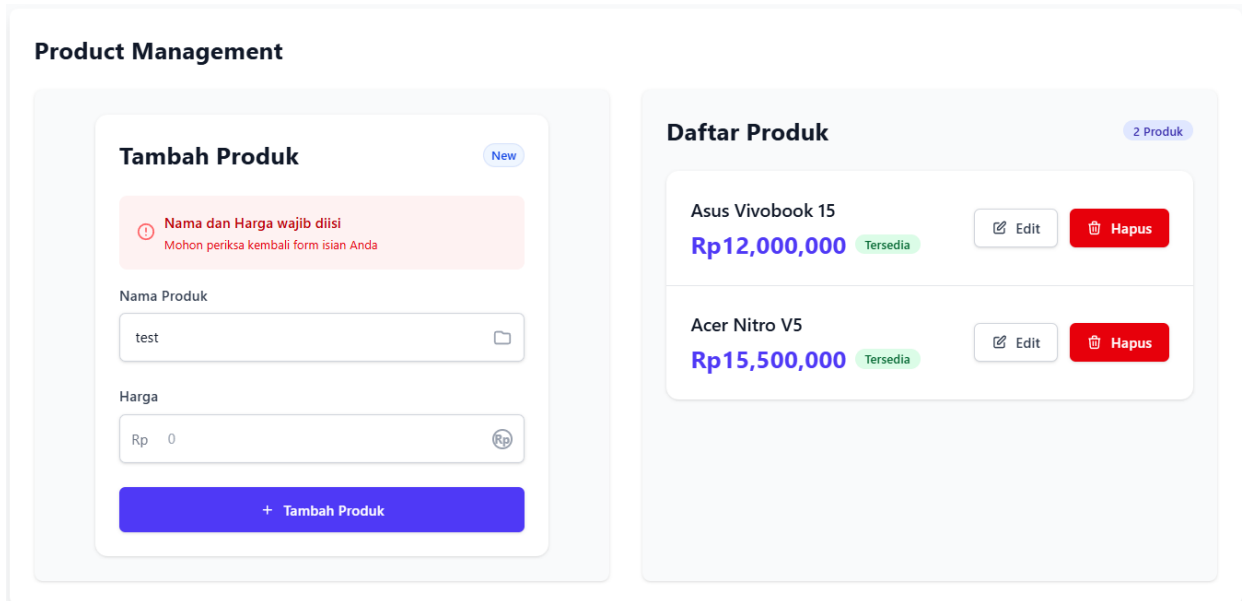 Product Management
Tambah Produk
New
Nama dan Harga wajib diisi
Mohon periksa kembali form isian Anda
Nama Produk
test
Harga
Rp 0 Rp
+ Tambah Produk
Daftar Produk
2 Produk
Asus Vivobook 15
Rp12,000,000 Tersedia
Edit
Hapus
Acer Nitro V5
Rp15,500,000 Tersedia
Edit
Hapus